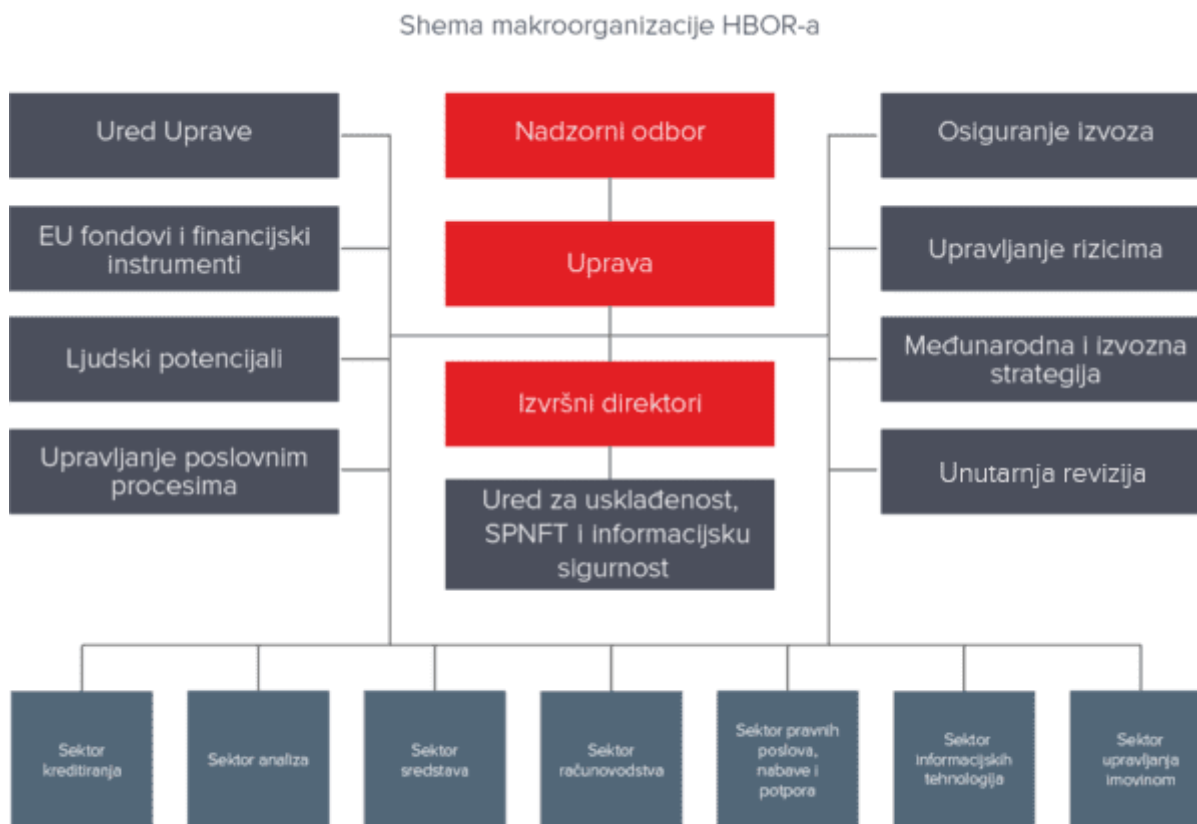 Shema makroorganizacije HBOR-a
Ured Uprave
Nadzorni odbor
Osiguranje izvoza
EU fondovi i financijski
instrumenti
Uprava
Upravljanje rizicima
Ljudski potencijali
Izvršni direktori
Međunarodna i izvozna
strategija
Upravljanje poslovnim
procesima
Ured za usklađenost,
SPNFT i informacijsku
sigurnost
Unutarnja revizija
Sektor
kreditiranja
Sektor analiza
Sektor
sredstava
Sektor
računovodstva
Sektor pravnih
poslova,
nabave i
potpora
Sektor
informacijskih
tehnologija
Sektor
upravljanja
imovinom